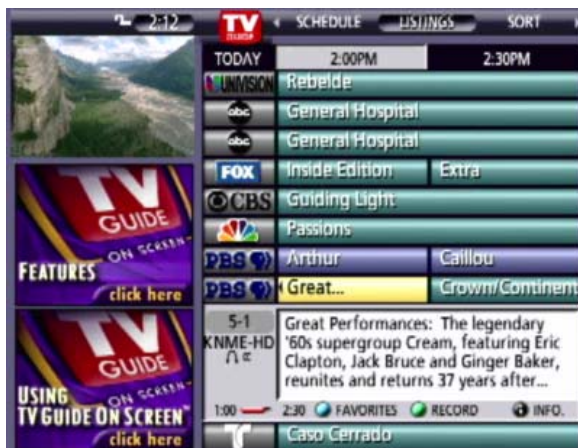 2:12
TV
GUIDE
SCHEDULE LISTINGS SORT
TODAY 2:00PM 2:30PM
UNIVISION Rebelde
abc General Hospital
abc General Hospital
FOX Inside Edition Extra
CBS Guiding Light
Passions
PBS Arthur Caillou
PBS Great... Crown/Continent
TV
GUIDE
ON SCREEN
FEATURES
click here
TV
GUIDE
ON SCREEN
USING
TV GUIDE ON SCREEN™
click here
5-1
KNME-HD
Great Performances: The legendary
'60s supergroup Cream, featuring Eric
Clapton, Jack Bruce and Ginger Baker,
reunites and returns 37 years after...
1:00 2:30 FAVORITES RECORD INFO.
Caso Cerrado